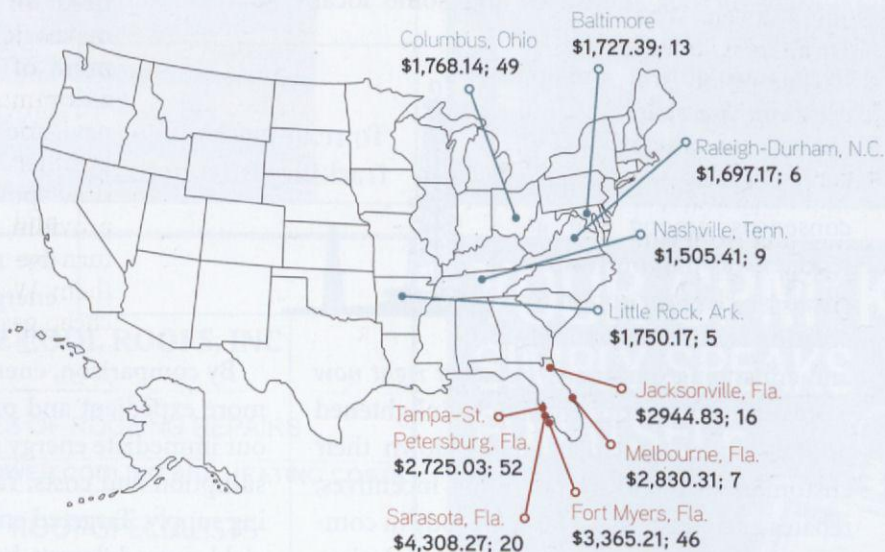 Columbus, Ohio
$1,768.14; 49
Baltimore
$1,727.39; 13
Raleigh-Durham, N.C.
$1,697.17; 6
Nashville, Tenn.
$1,505.41; 9
Little Rock, Ark.
$1,750.17; 5
Jacksonville, Fla.
$2944.83; 16
Tampa-St.
Petersburg, Fla.
$2,725.03; 52
Melbourne, Fla.
$2,830.31; 7
Sarasota, Fla.
$4,308.27; 20
Fort Myers, Fla.
$3,365.21; 46